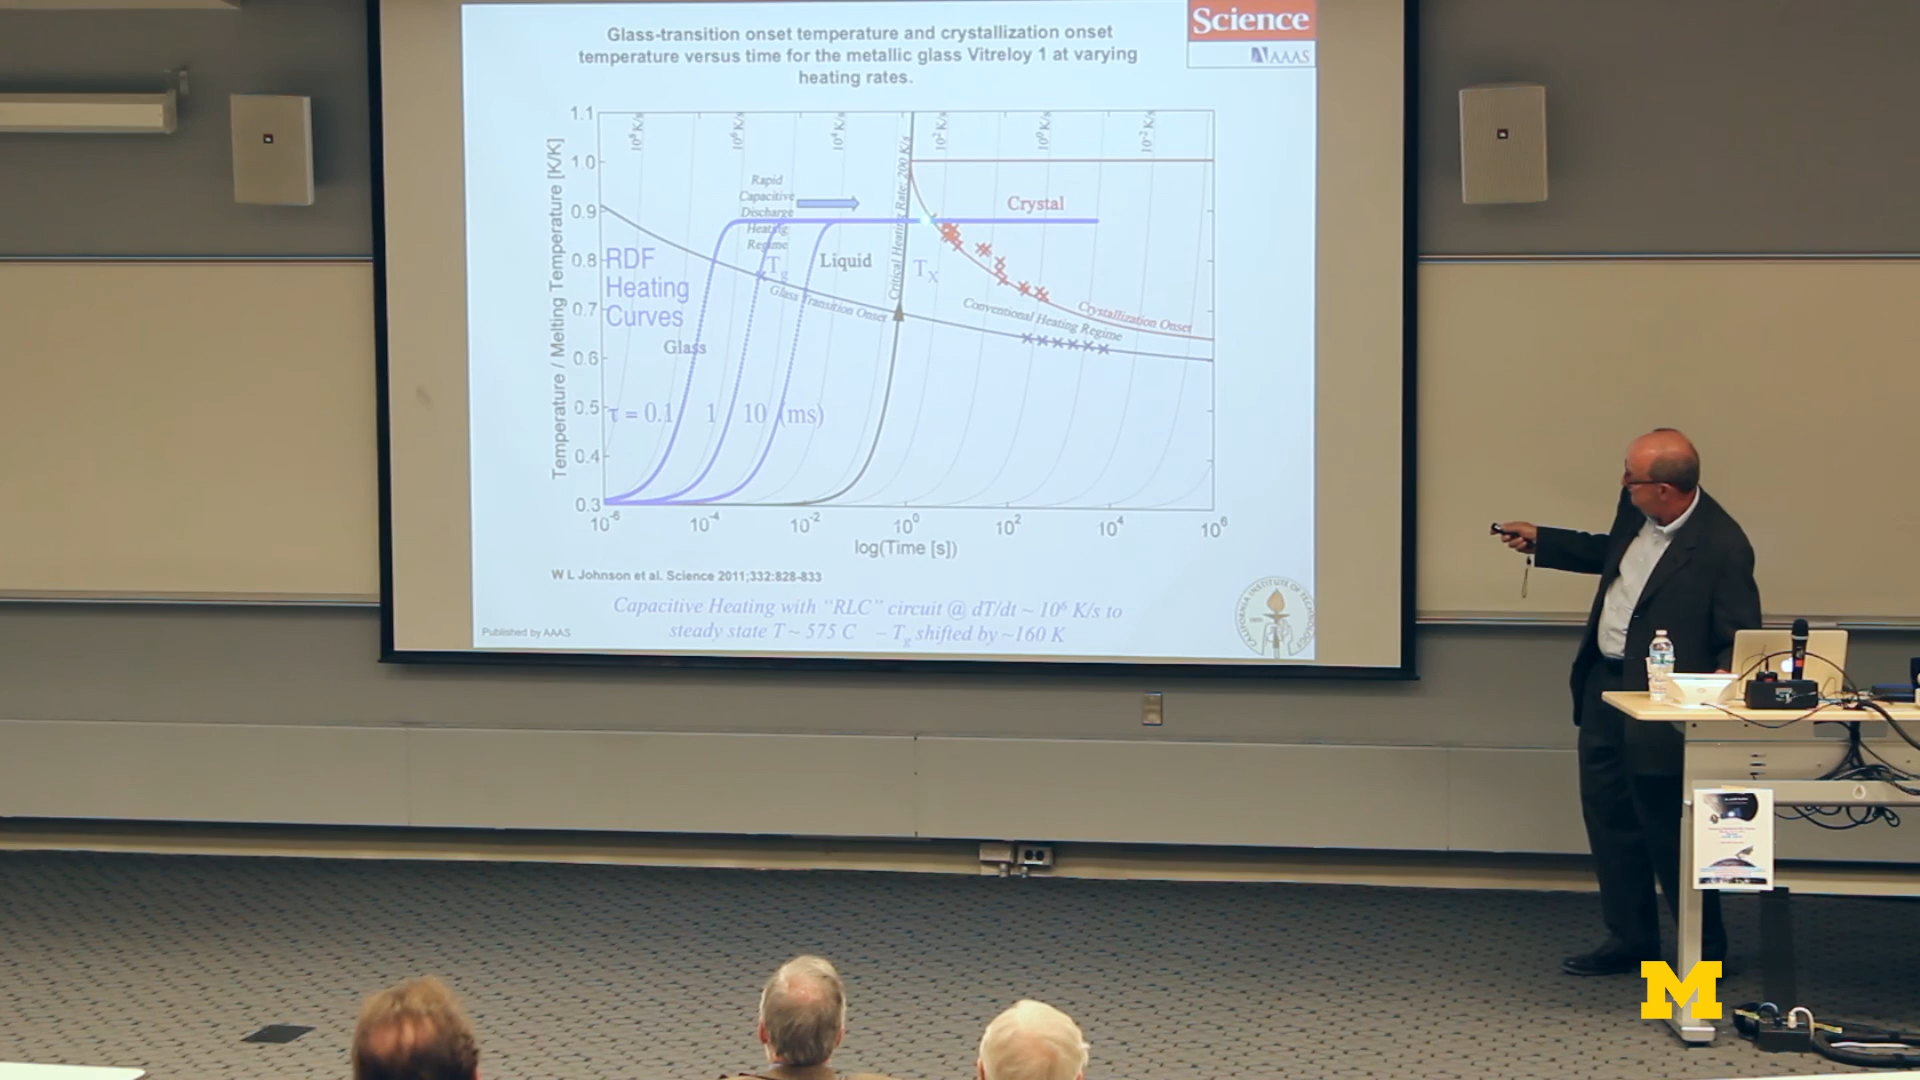 Glass-transition onset temperature and crystallization onset
temperature versus time for the metallic glass Vitreloy 1 at varying
heating rates.
Science
AAAS
1.1
1.0
0.9
0.8
0.7
0.6
0.5
0.4
0.3
Temperature / Melting Temperature [K/K]
10⁸ K/s
10⁶ K/s
10⁴ K/s
10² K/s
10⁰ K/s
10⁻² K/s
Critical Heating Rate: 200 K/s
Rapid
Capacitive
Discharge
Heating
Regime
Crystal
RDF
Heating
Curves
Tg
Liquid
TX
Glass Transition Onset
Conventional Heating Regime
Crystallization Onset
Glass
τ = 0.1 1 10 (ms)
10⁻⁶ 10⁻⁴ 10⁻² 10⁰ 10² 10⁴ 10⁶
log(Time [s])
W L Johnson et al. Science 2011;332:828-833
Capacitive Heating with "RLC" circuit @ dT/dt ~ 10⁶ K/s to
steady state T ~ 575 C – Tg shifted by ~160 K
Published by AAAS
CALIFORNIA INSTITUTE OF TECHNOLOGY
M